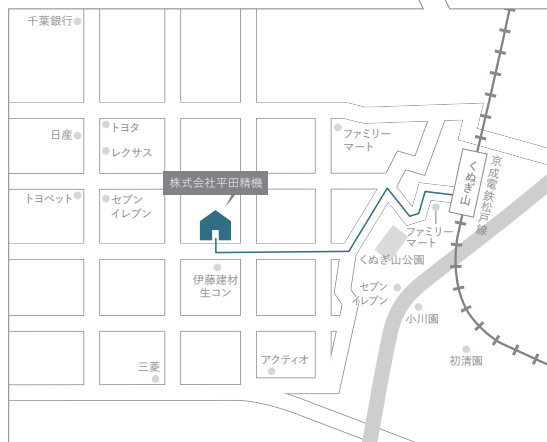 千葉銀行
トヨタ
日産
レクサス
ファミリー
マート
株式会社平田精機
トヨペット
セブン
イレブン
くぬぎ山
京成電鉄松戸線
ファミリー
マート
くぬぎ山公園
伊藤建材
生コン
セブン
イレブン
小川園
初清園
三菱
アクティオ